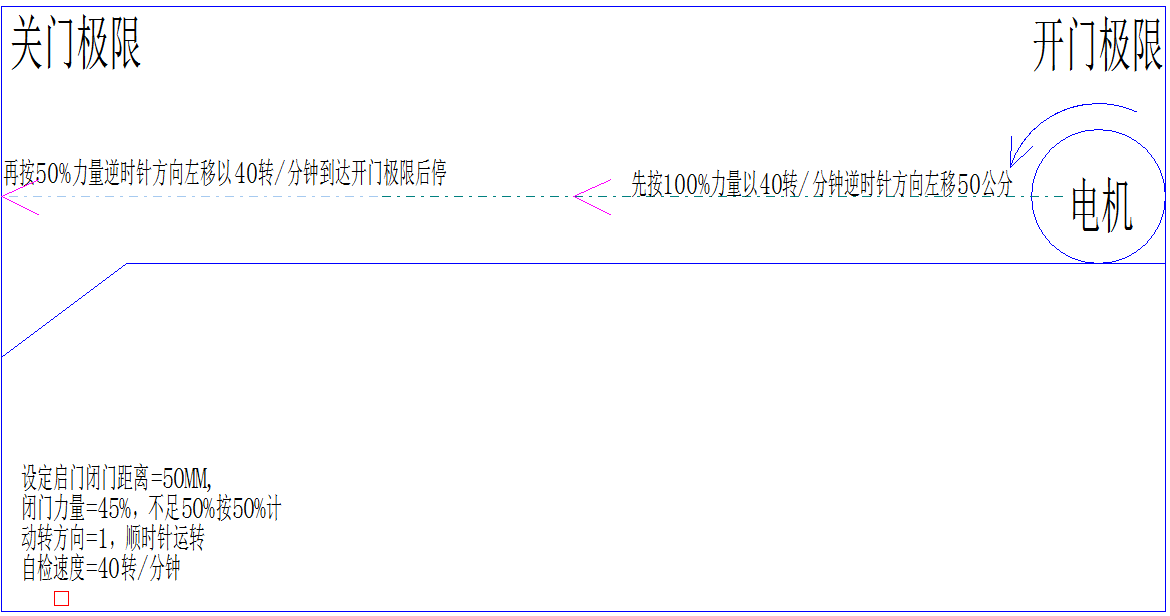 关门极限
开门极限
再按50%力量逆时针方向左移以40转/分钟到达开门极限后停
先按100%力量以40转/分钟逆时针方向左移50公分
电机
设定启门闭门距离=50MM,
闭门力量=45%，不足50%按50%计
动转方向=1，顺时针运转
自检速度=40转/分钟